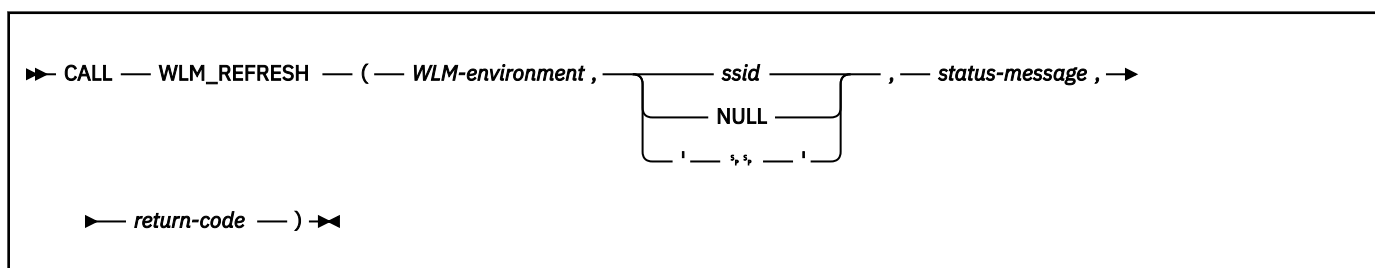 CALL WLM_REFRESH ( WLM-environment , ssid , status-message ,
NULL
' '
return-code )